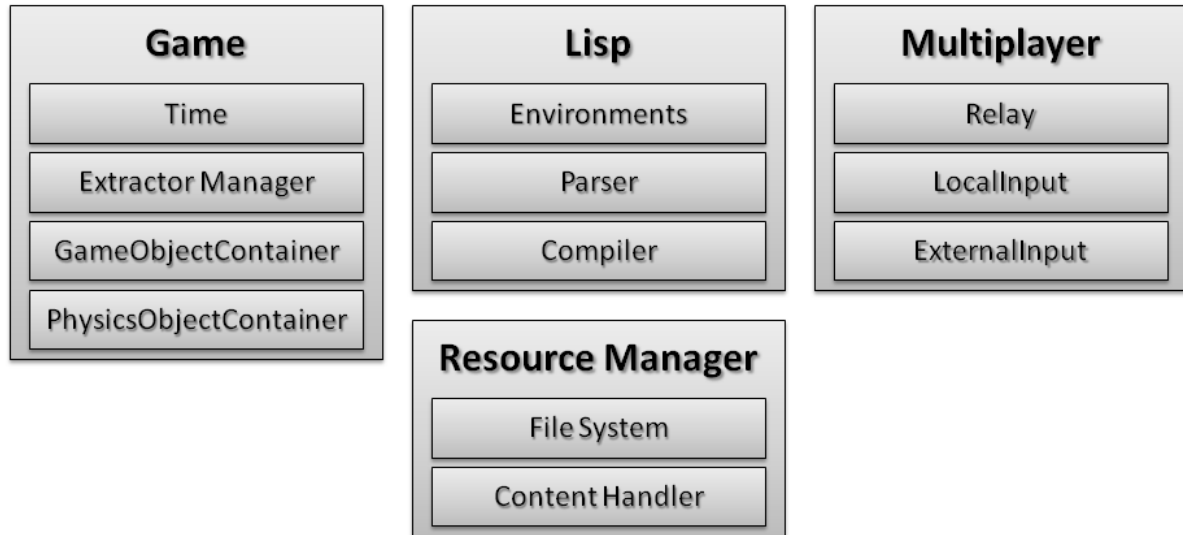 Game
Time
Extractor Manager
GameObjectContainer
PhysicsObjectContainer
Lisp
Environments
Parser
Compiler
Multiplayer
Relay
LocalInput
ExternalInput
Resource Manager
File System
Content Handler